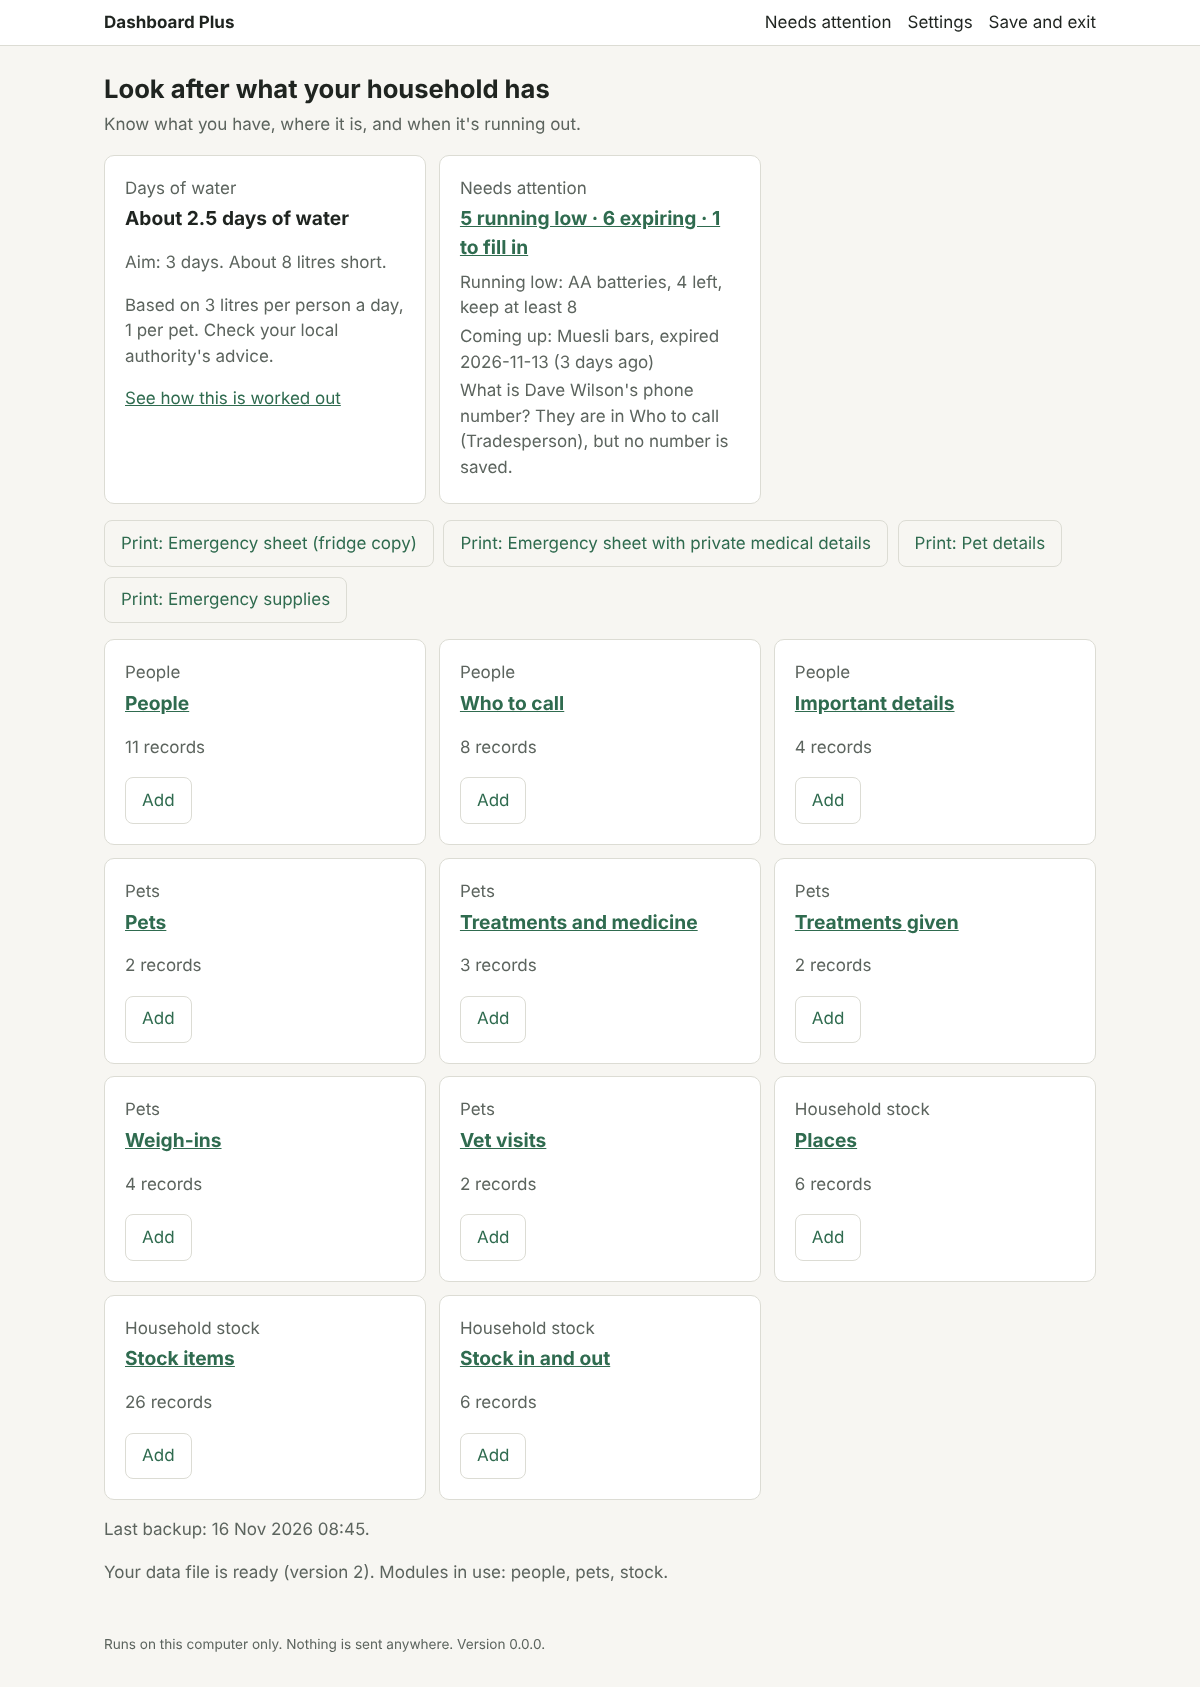 Dashboard Plus
Needs attention Settings Save and exit
Look after what your household has
Know what you have, where it is, and when it's running out.
Days of water
About 2.5 days of water
Aim: 3 days. About 8 litres short.
Based on 3 litres per person a day,
1 per pet. Check your local
authority's advice.
See how this is worked out
Needs attention
5 running low · 6 expiring · 1
to fill in
Running low: AA batteries, 4 left,
keep at least 8
Coming up: Muesli bars, expired
2026-11-13 (3 days ago)
What is Dave Wilson's phone
number? They are in Who to call
(Tradesperson), but no number is
saved.
Print: Emergency sheet (fridge copy)
Print: Emergency sheet with private medical details
Print: Pet details
Print: Emergency supplies
People
People
11 records
Add
People
Who to call
8 records
Add
People
Important details
4 records
Add
Pets
Pets
2 records
Add
Pets
Treatments and medicine
3 records
Add
Pets
Treatments given
2 records
Add
Pets
Weigh-ins
4 records
Add
Pets
Vet visits
2 records
Add
Household stock
Places
6 records
Add
Household stock
Stock items
26 records
Add
Household stock
Stock in and out
6 records
Add
Last backup: 16 Nov 2026 08:45.
Your data file is ready (version 2). Modules in use: people, pets, stock.
Runs on this computer only. Nothing is sent anywhere. Version 0.0.0.